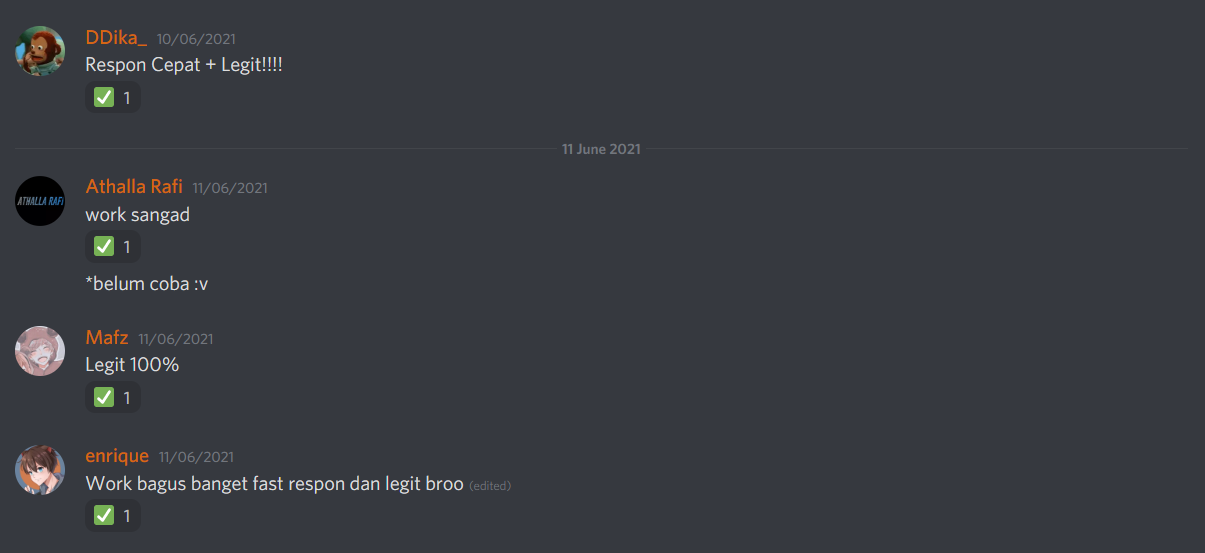 DDika_ 10/06/2021
Respon Cepat + Legit!!!!
✅ 1
11 June 2021
ATHALLA RAFI
Athalla Rafi 11/06/2021
work sangad
✅ 1
*belum coba :v
Mafz 11/06/2021
Legit 100%
✅ 1
enrique 11/06/2021
Work bagus banget fast respon dan legit broo (edited)
✅ 1